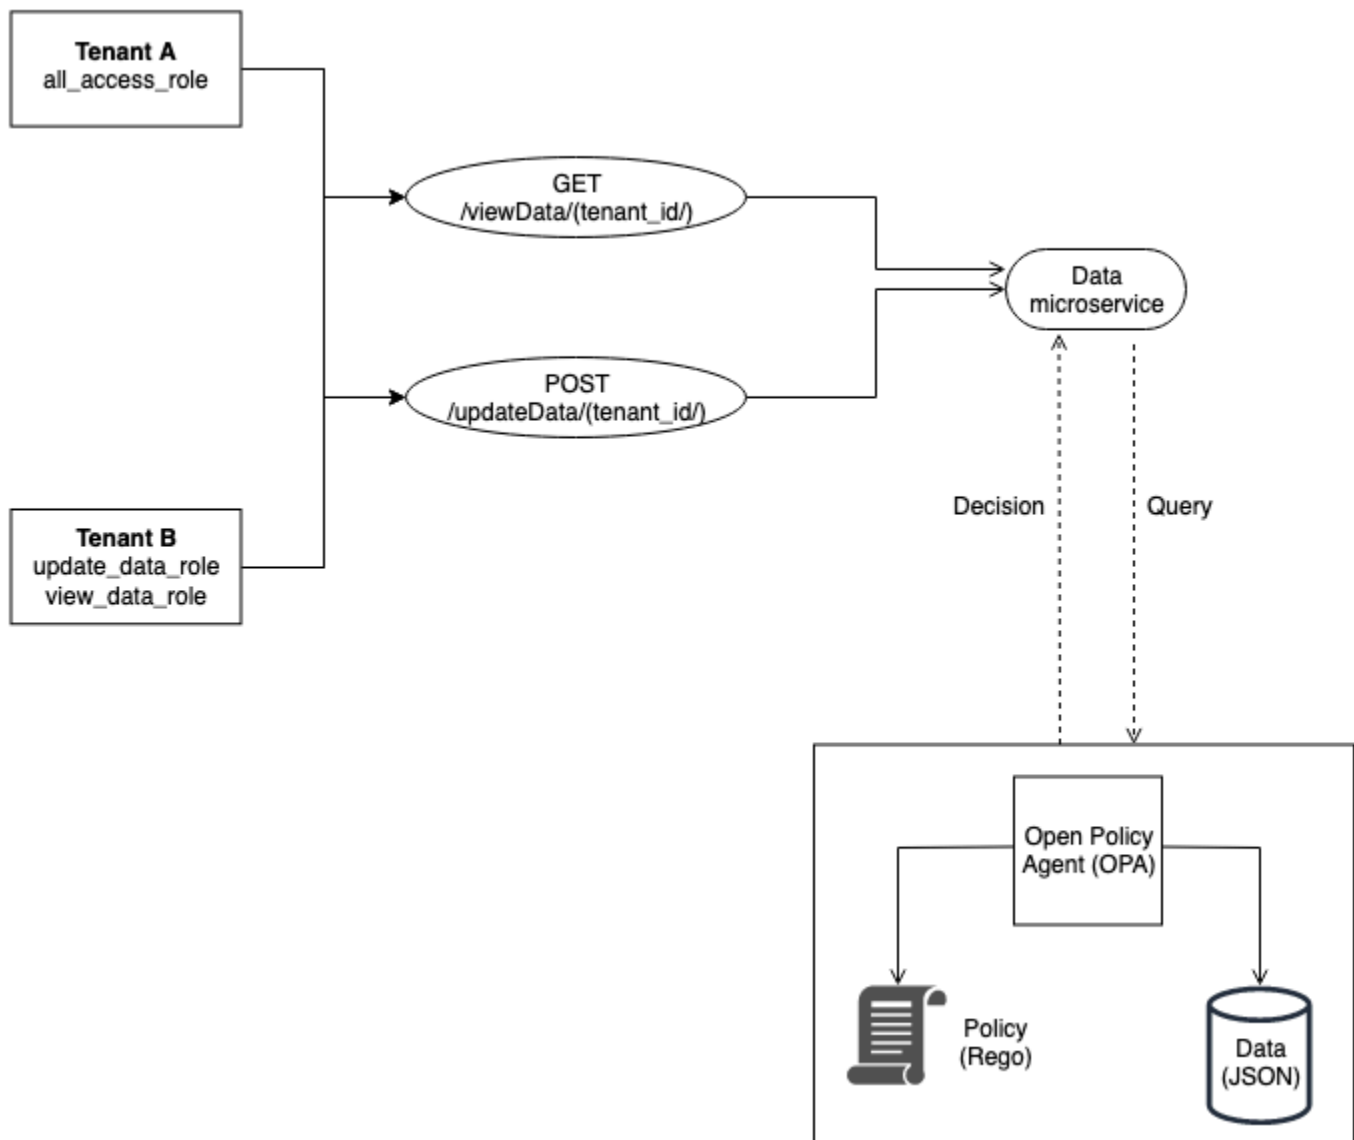 Tenant A
all_access_role
GET
/viewData/(tenant_id/)
Data
microservice
POST
/updateData/(tenant_id/)
Decision
Query
Tenant B
update_data_role
view_data_role
Open Policy
Agent (OPA)
Policy
(Rego)
Data
(JSON)